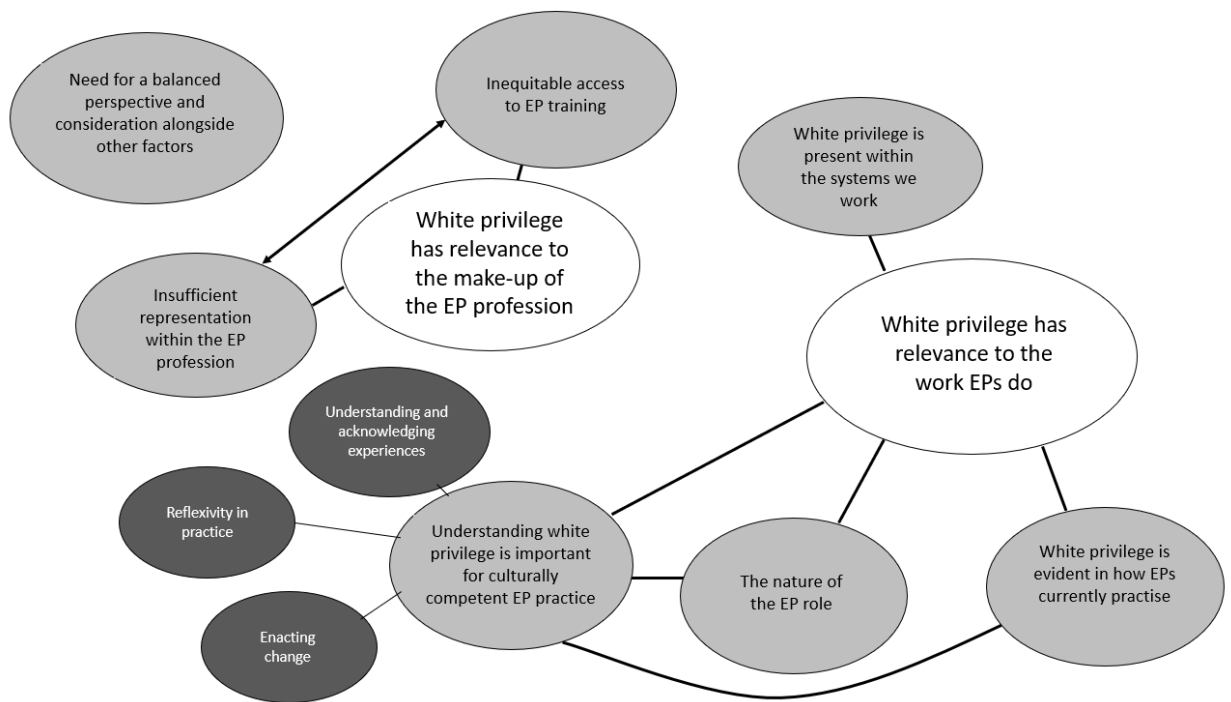 Need for a balanced
perspective and
consideration alongside
other factors
Inequitable access
to EP training
White privilege is
present within
the systems we
work
White privilege
has relevance to
the make-up of
the EP profession
Insufficient
representation
within the EP
profession
White privilege has
relevance to the
work EPs do
Understanding and
acknowledging
experiences
Reflexivity in
practice
Understanding white
privilege is important
for culturally
competent EP practice
The nature of
the EP role
White privilege is
evident in how EPs
currently practise
Enacting
change